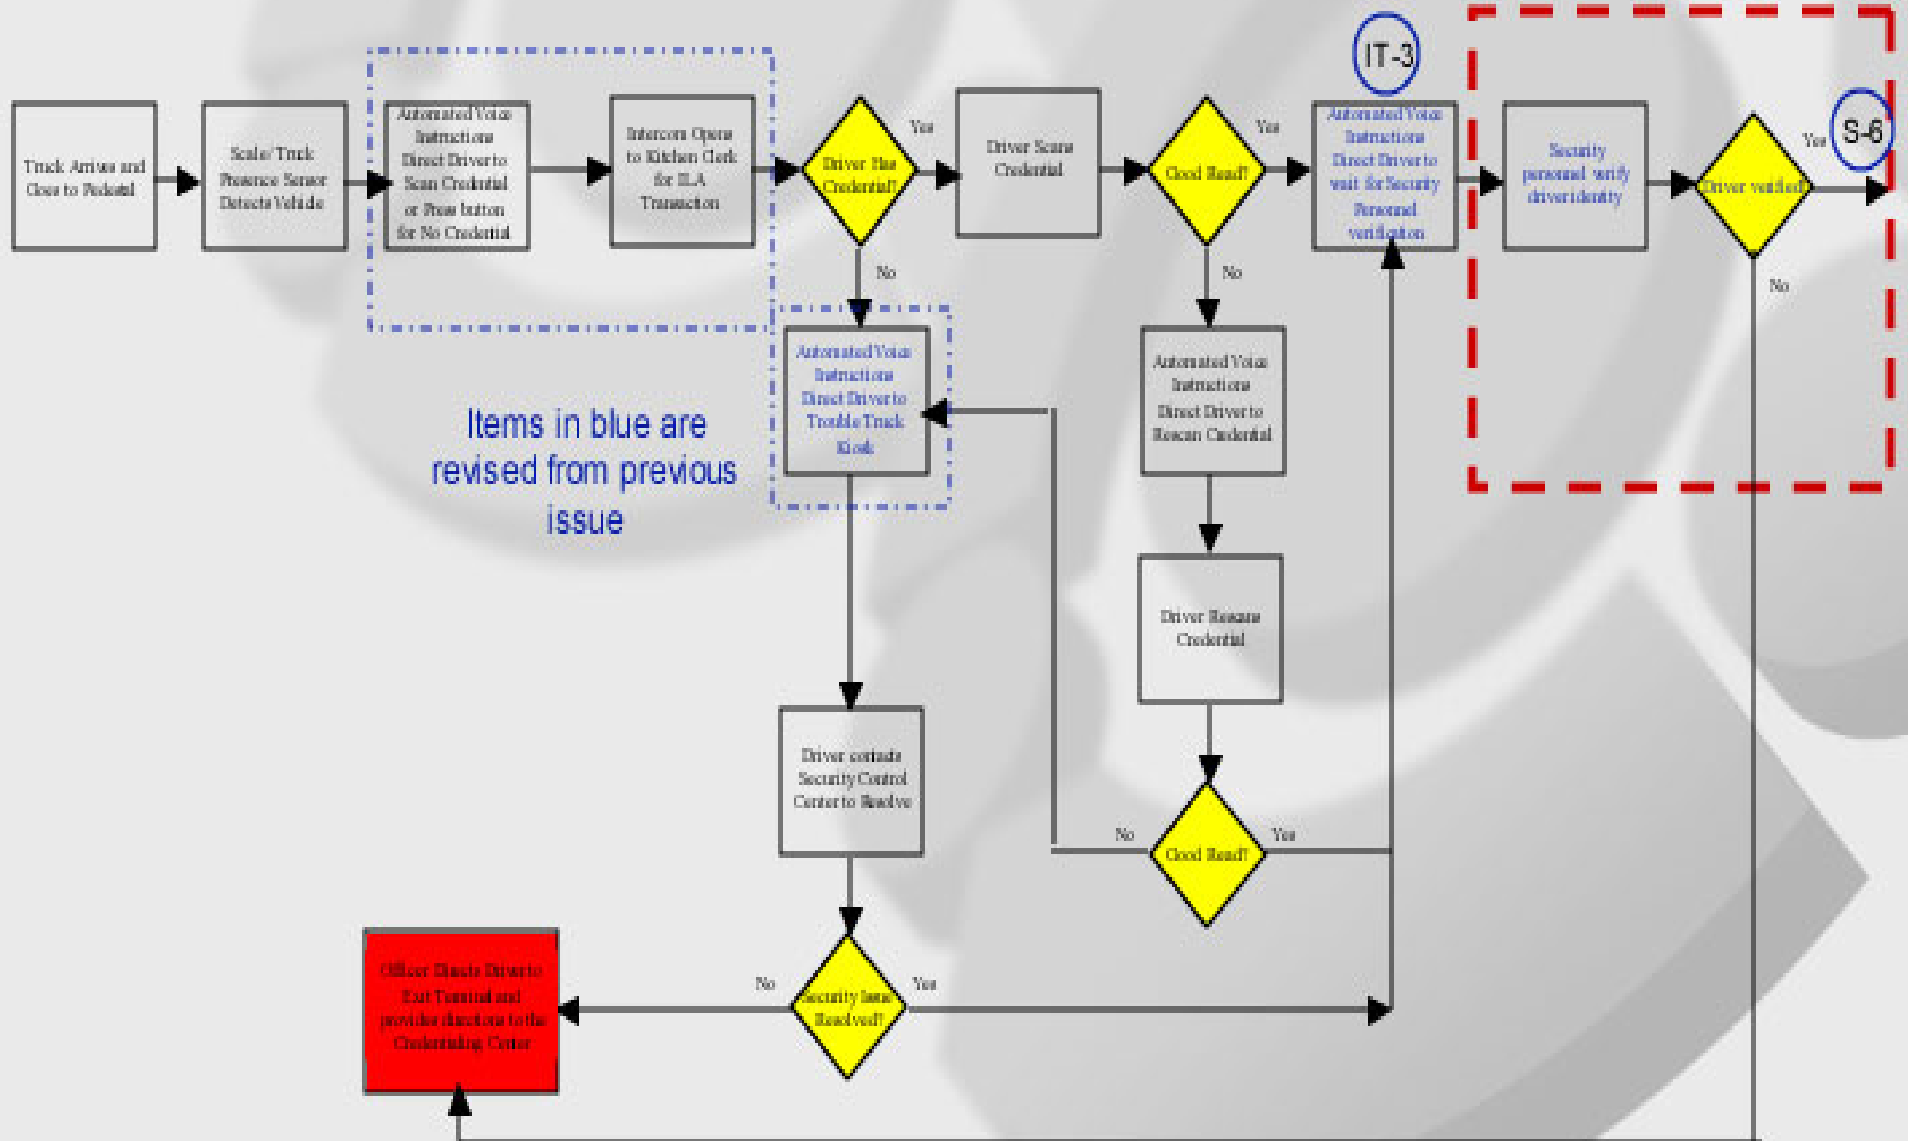 IT-3
S-6
Truck Arrives and
Goes to Pedestal
Scale/Truck
Presence Sensor
Detects Vehicle
Automated Voice
Instructions
Direct Driver to
Scan Credential
or Press button
for No Credential
Intercom Opens
to Kitchen Clerk
for ILA
Transaction
Driver Has
Credential?
Yes
No
Driver Scans
Credential
Good Read?
Yes
No
Automated Voice
Instructions
Direct Driver to
wait for Security
Personnel
verification
Security
personnel verify
driver identity
Driver verified
Yes
No
Automated Voice
Instructions
Direct Driver to
Trouble Truck
Kiosk
Automated Voice
Instructions
Direct Driver to
Rescan Credential
Items in blue are
revised from previous
issue
Driver Rescans
Credential
Driver contacts
Security Control
Center to Resolve
Good Read?
No
Yes
Officer Directs Driver to
Exit Terminal and
provides directions to the
Credentialing Center
Security Issue
Resolved?
No
Yes